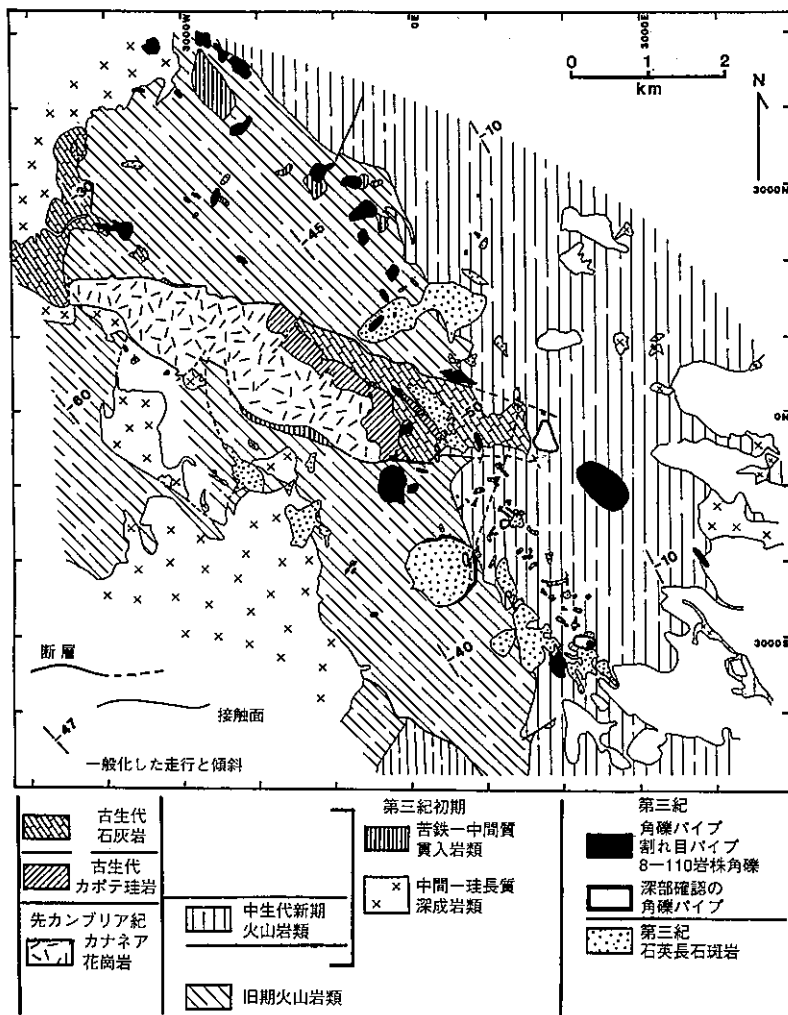 3000W
0E
3000E
0 1 2
km
N
-10
3000N
-45
-60
50
0N
-10
-40
3000S
断層
接触面
-47
一般化した走行と傾斜
古生代
石灰岩
古生代
カポテ珪岩
先カンブリア紀
カナネア
花崗岩
中生代新期
火山岩類
旧期火山岩類
第三紀初期
苦鉄一中間質
貫入岩類
中間一珪長質
深成岩類
第三紀
角礫パイプ
割れ目パイプ
8−110岩株角礫
深部確認の
角礫パイプ
第三紀
石英長石斑岩